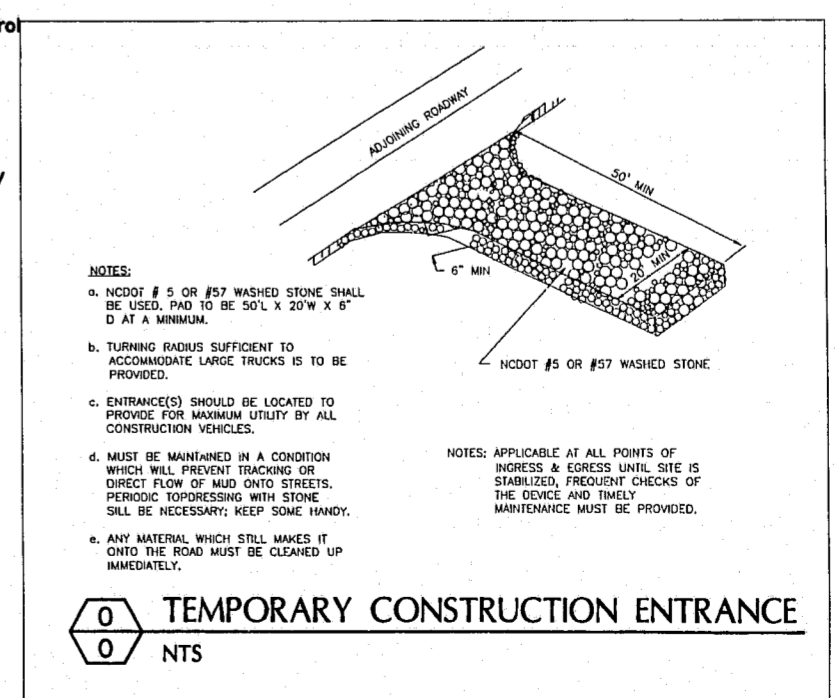 rol
y
ADJOINING ROADWAY
50' MIN
20' MIN
6" MIN
NCDOT #5 OR #57 WASHED STONE
NOTES:
a. NCDOT # 5 OR #57 WASHED STONE SHALL
BE USED. PAD TO BE 50'L X 20'W X 6"
D AT A MINIMUM.
b. TURNING RADIUS SUFFICIENT TO
ACCOMMODATE LARGE TRUCKS IS TO BE
PROVIDED.
c. ENTRANCE(S) SHOULD BE LOCATED TO
PROVIDE FOR MAXIMUM UTILITY BY ALL
CONSTRUCTION VEHICLES.
d. MUST BE MAINTAINED IN A CONDITION
WHICH WILL PREVENT TRACKING OR
DIRECT FLOW OF MUD ONTO STREETS.
PERIODIC TOPDRESSING WITH STONE
SILL BE NECESSARY; KEEP SOME HANDY.
e. ANY MATERIAL WHICH STILL MAKES IT
ONTO THE ROAD MUST BE CLEANED UP
IMMEDIATELY.
NOTES: APPLICABLE AT ALL POINTS OF
INGRESS & EGRESS UNTIL SITE IS
STABILIZED, FREQUENT CHECKS OF
THE DEVICE AND TIMELY
MAINTENANCE MUST BE PROVIDED.
0
0
TEMPORARY CONSTRUCTION ENTRANCE
NTS